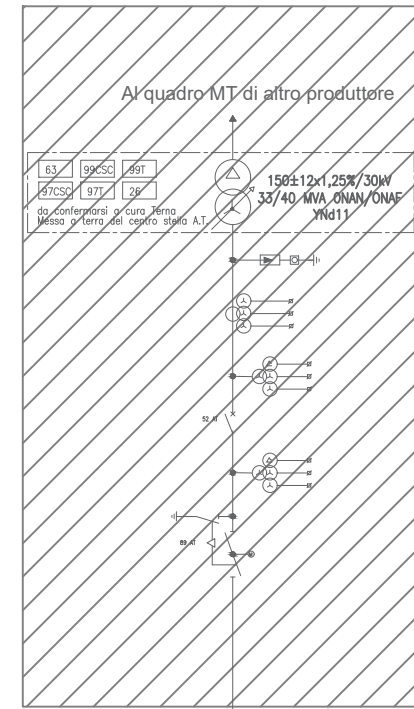 Al quadro MT di altro produttore
63 99CSC 99T
97CSC 97T 26
da confermarsi a cura Terna
Messa a terra del centro stella A.T.
150±12x1,25%/30kV
33/40 MVA ONAN/ONAF
YNd11
52 AT
89 AT
M